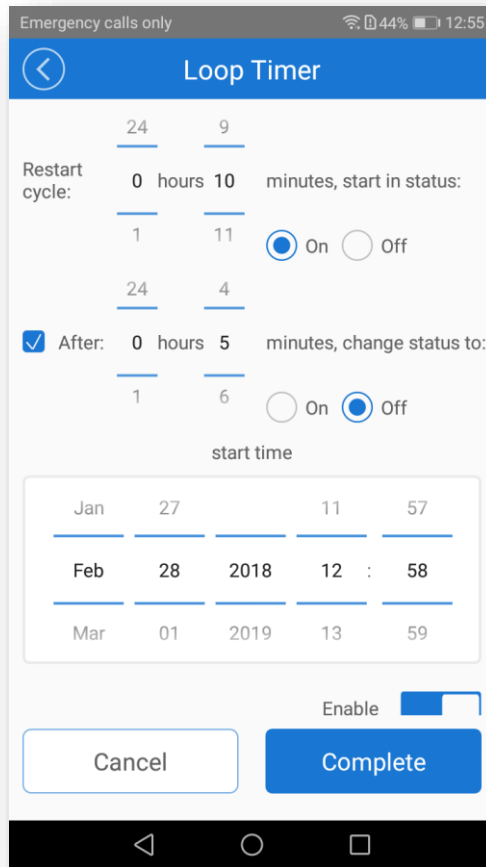 Emergency calls only 44% 12:55
Loop Timer
24 9
Restart cycle: 0 hours 10 minutes, start in status:
1 11 On Off
24 4
After: 0 hours 5 minutes, change status to:
1 6 On Off
start time
Jan 27 11 57
Feb 28 2018 12 : 58
Mar 01 2019 13 59
Enable
Cancel Complete